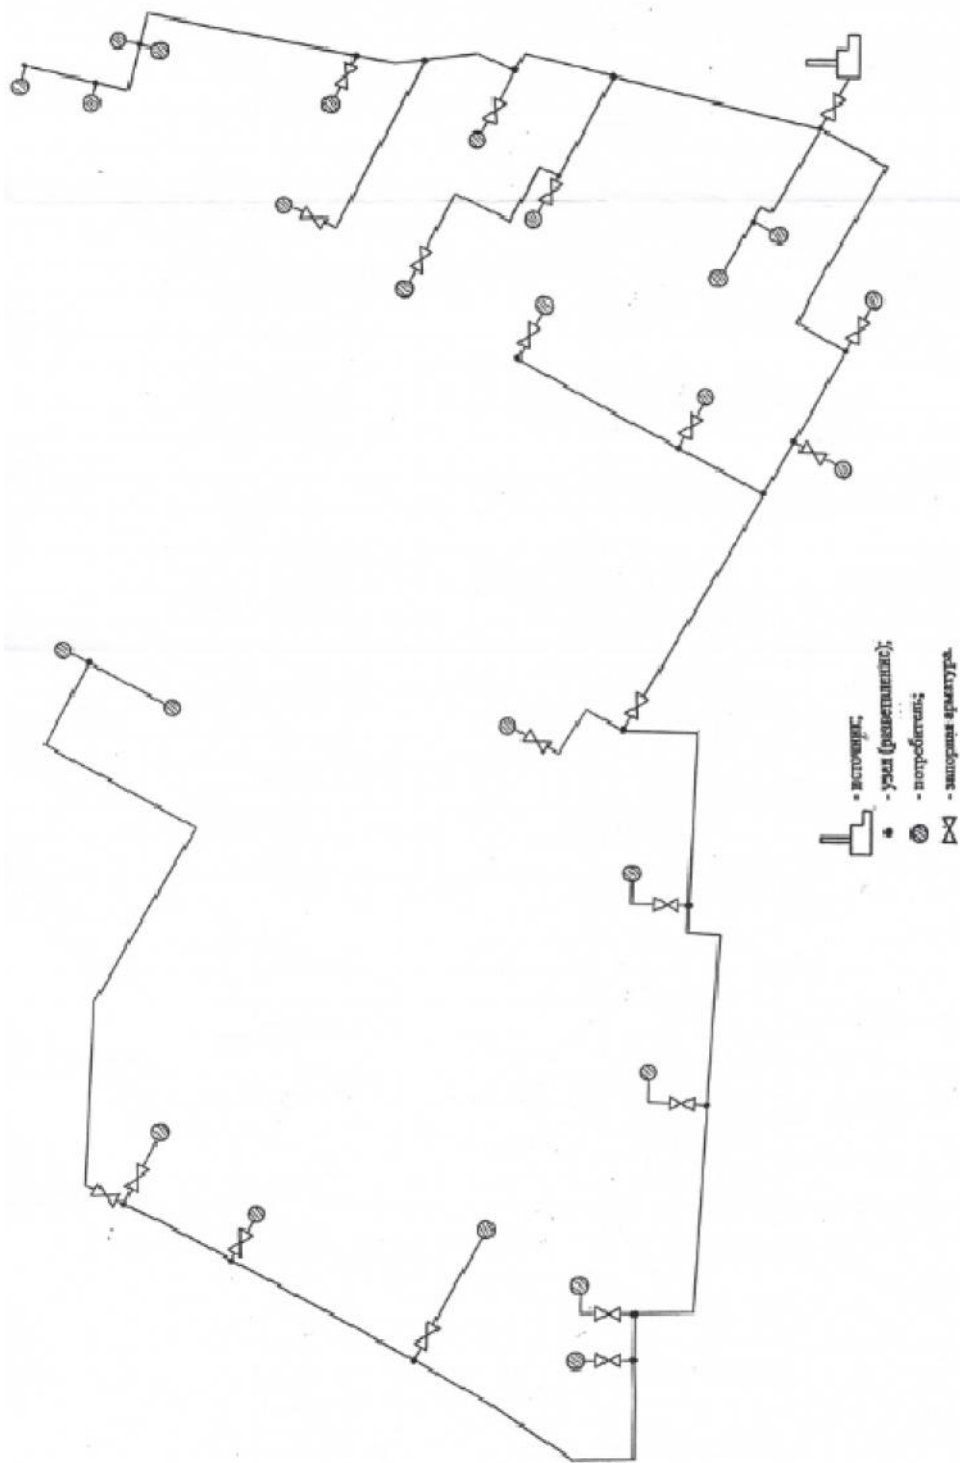 - источник;
- узел (разветвление);
- потребитель;
- запорная арматура.